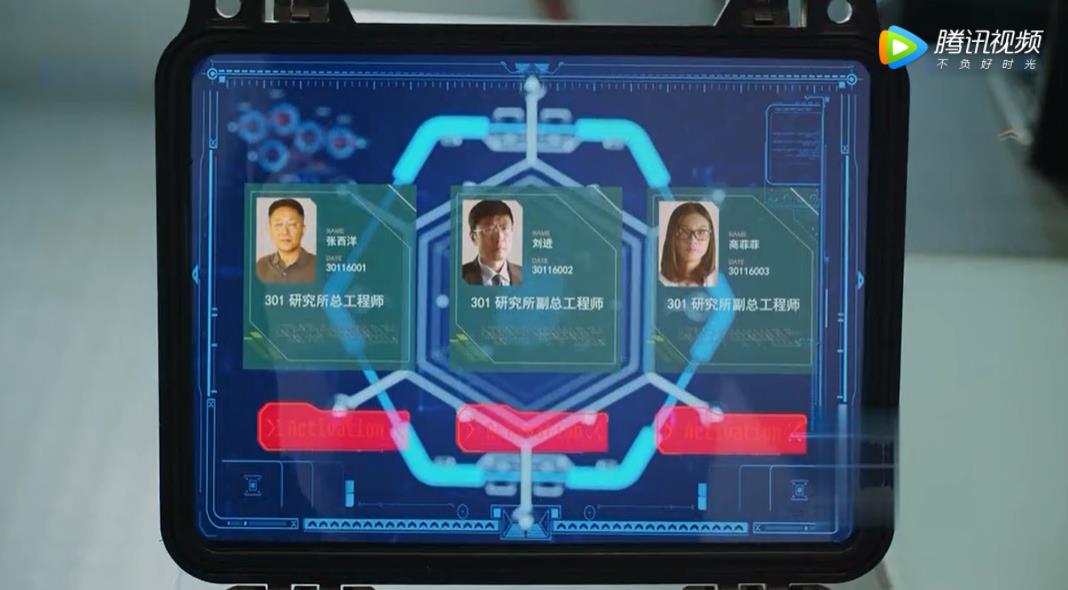 腾讯视频
不负好时光
NAME
张西洋
DATE
30116001
301 研究所总工程师
NAME
刘进
DATE
30116002
301 研究所副总工程师
NAME
商菲菲
DATE
30116003
301 研究所副总工程师
Activation
Activation
Activation